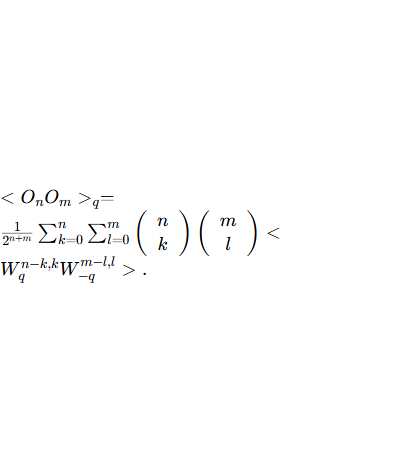 $< O_n O_m >_q =$
$\frac{1}{2^{n+m}} \sum_{k=0}^{n} \sum_{l=0}^{m} \left( \begin{array}{c} n \\ k \end{array} \right) \left( \begin{array}{c} m \\ l \end{array} \right) <$
$W_q^{n-k,k} W_{-q}^{m-l,l} > .$